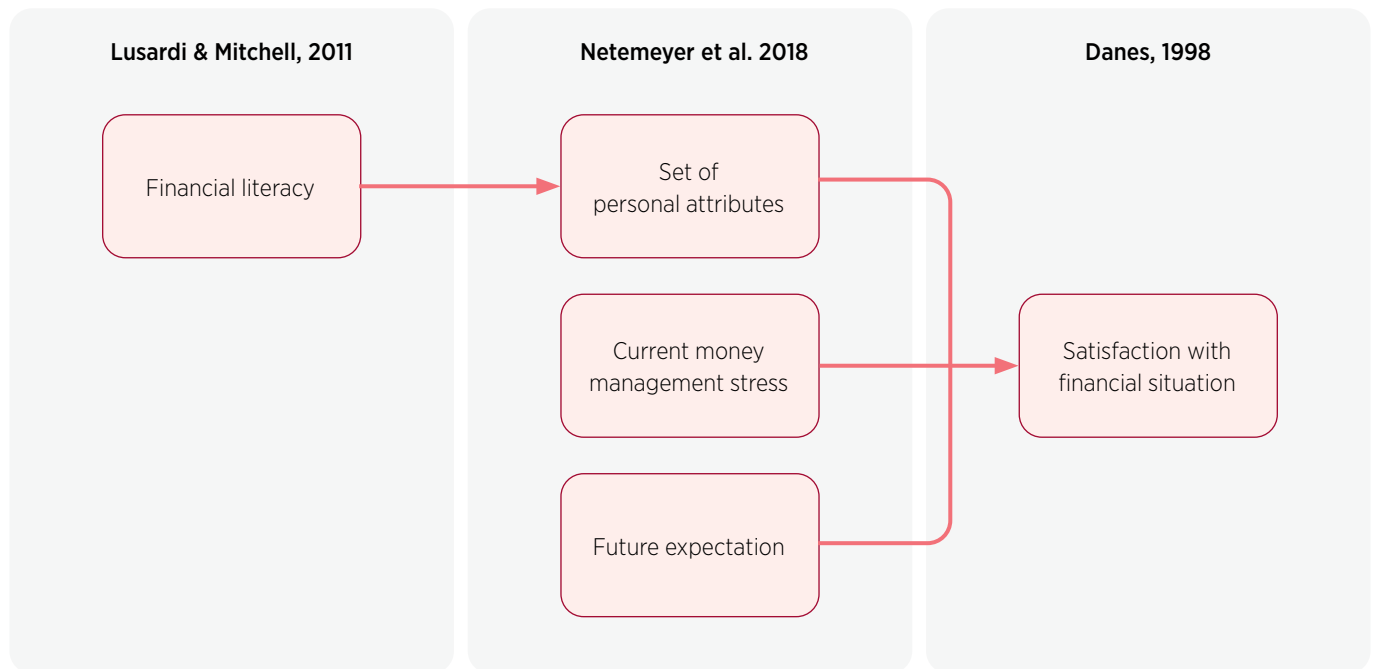 Lusardi & Mitchell, 2011
Netemeyer et al. 2018
Danes, 1998
Financial literacy
Set of
personal attributes
Current money
management stress
Satisfaction with
financial situation
Future expectation